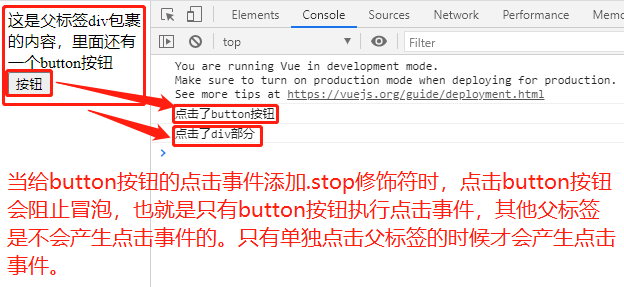 这是父标签div包裹
的内容，里面还有
一个button按钮
按钮
Elements Console Sources Network Performance Memory
top Filter
You are running Vue in development mode.
Make sure to turn on production mode when deploying for production.
See more tips at https://vuejs.org/guide/deployment.html
点击了button按钮
点击了div部分
当给button按钮的点击事件添加.stop修饰符时，点击button按钮
会阻止冒泡，也就是只有button按钮执行点击事件，其他父标签
是不会产生点击事件的。只有单独点击父标签的时候才会产生点击
事件。